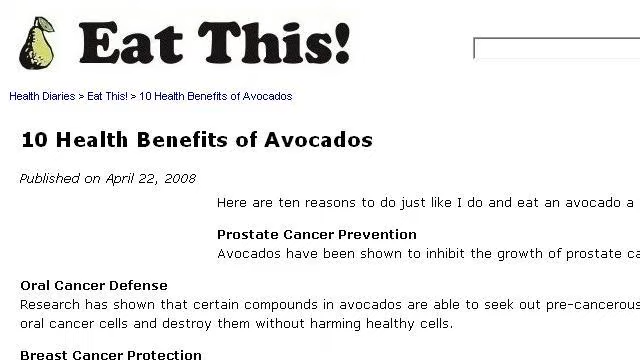 Eat This!
Health Diaries > Eat This! > 10 Health Benefits of Avocados
10 Health Benefits of Avocados
Published on April 22, 2008
Here are ten reasons to do just like I do and eat an avocado a
Prostate Cancer Prevention
Avocados have been shown to inhibit the growth of prostate
Oral Cancer Defense
Research has shown that certain compounds in avocados are able to seek out pre-cancerous
oral cancer cells and destroy them without harming healthy cells.
Breast Cancer Protection